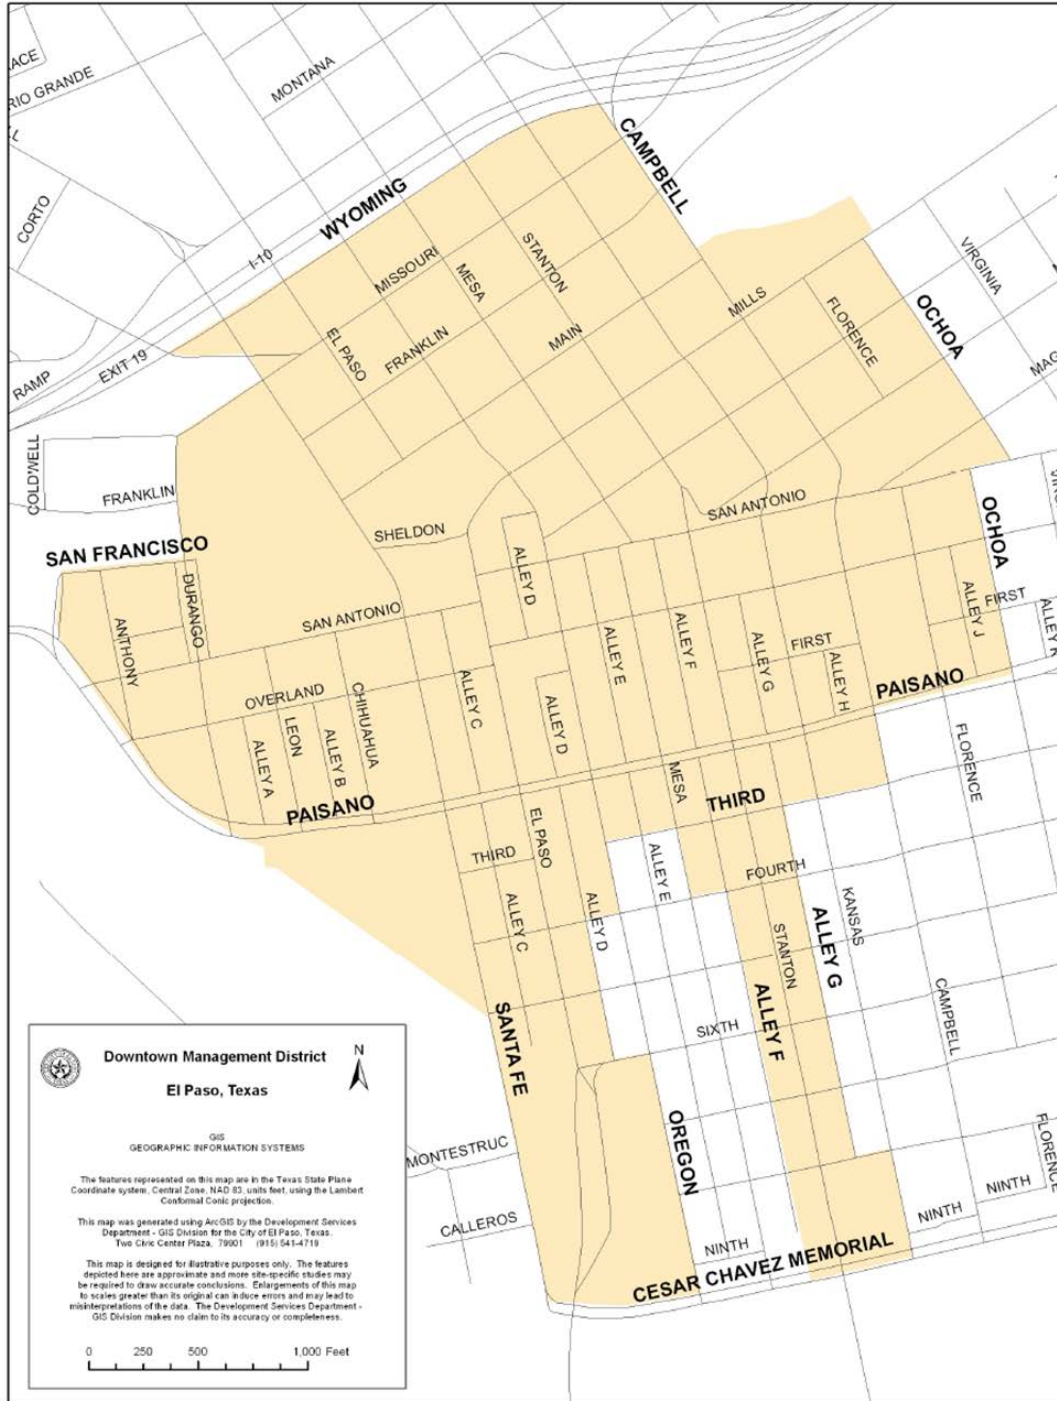 MONTANA
RIO GRANDE
CAMPBELL
WYOMING
CORTO
I-10
MISSOURI
MESA
STANTON
VIRGINIA
MILLS
FLORENCE
OCHOA
EL PASO
FRANKLIN
MAIN
EXIT 19
RAMP
COLDWELL
FRANKLIN
SAN ANTONIO
SHELDON
OCHOA
SAN FRANCISCO
DURANGO
ALLEY D
ANTHONY
SAN ANTONIO
ALLEY E
ALLEY F
ALLEY G
FIRST
ALLEY H
ALLEY J
FIRST
OVERLAND
CHIHUAHUA
ALLEY C
ALLEY D
PAISANO
LEON
ALLEY A
ALLEY B
PAISANO
MESA
THIRD
FLORENCE
EL PASO
THIRD
ALLEY E
FOURTH
ALLEY C
ALLEY D
KANSAS
ALLEY G
STANTON
ALLEY F
CAMPBELL
SANTA FE
SIXTH
OREGON
MONTESTRUC
FLORENCE
CALLEROS
NINTH
NINTH
NINTH
CESAR CHAVEZ MEMORIAL
Downtown Management District
N
El Paso, Texas
GIS
GEOGRAPHIC INFORMATION SYSTEMS
The features represented on this map are in the Texas State Plane
Coordinate system, Central Zone, NAD 83, units feet, using the Lambert
Conformal Conic projection.
This map was generated using ArcGIS by the Development Services
Department - GIS Division for the City of El Paso, Texas.
Two Civic Center Plaza, 79901 (915) 541-4719
This map is designed for illustrative purposes only. The features
depicted here are approximate and more site-specific studies may
be required to draw accurate conclusions. Enlargements of this map
to scales greater than its original can induce errors and may lead to
misinterpretations of the data. The Development Services Department -
GIS Division makes no claim to its accuracy or completeness.
0 250 500 1,000 Feet